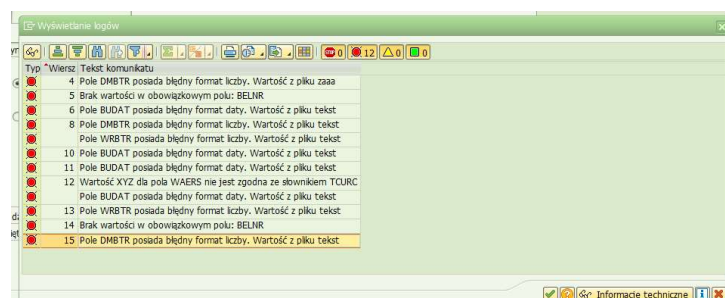 Wyświetlanie logów
0 12 0 0
Typ Wiersz Tekst komunikatu
4 Pole DMBTR posiada błędny format liczby. Wartość z pliku zaaa
5 Brak wartości w obowiązkowym polu: BELNR
6 Pole BUDAT posiada błędny format daty. Wartość z pliku tekst
8 Pole DMBTR posiada błędny format liczby. Wartość z pliku tekst
Pole WRBTR posiada błędny format liczby. Wartość z pliku tekst
10 Pole BUDAT posiada błędny format daty. Wartość z pliku tekst
11 Pole BUDAT posiada błędny format daty. Wartość z pliku tekst
12 Wartość XYZ dla pola WAERS nie jest zgodna ze słownikiem TCURC
Pole BUDAT posiada błędny format daty. Wartość z pliku tekst
13 Pole WRBTR posiada błędny format liczby. Wartość z pliku tekst
14 Brak wartości w obowiązkowym polu: BELNR
15 Pole DMBTR posiada błędny format liczby. Wartość z pliku tekst
Informacje techniczne